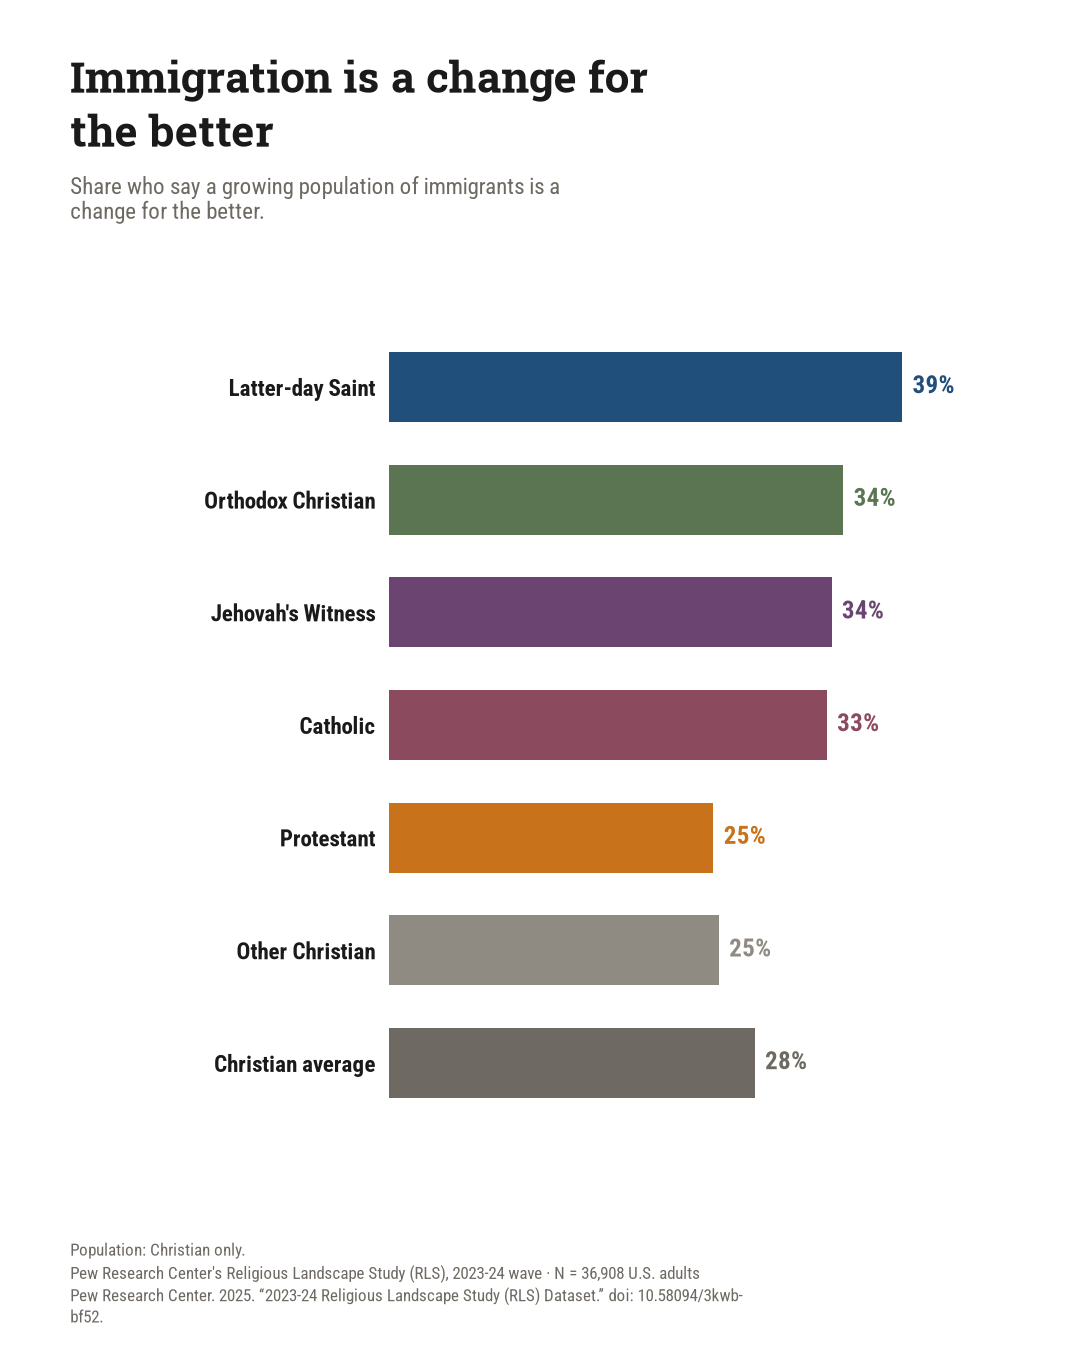 Immigration is a change for
the better
Share who say a growing population of immigrants is a
change for the better.
Latter-day Saint 39%
Orthodox Christian 34%
Jehovah's Witness 34%
Catholic 33%
Protestant 25%
Other Christian 25%
Christian average 28%
Population: Christian only.
Pew Research Center's Religious Landscape Study (RLS), 2023-24 wave · N = 36,908 U.S. adults
Pew Research Center. 2025. “2023-24 Religious Landscape Study (RLS) Dataset.” doi: 10.58094/3kwb-
bf52.